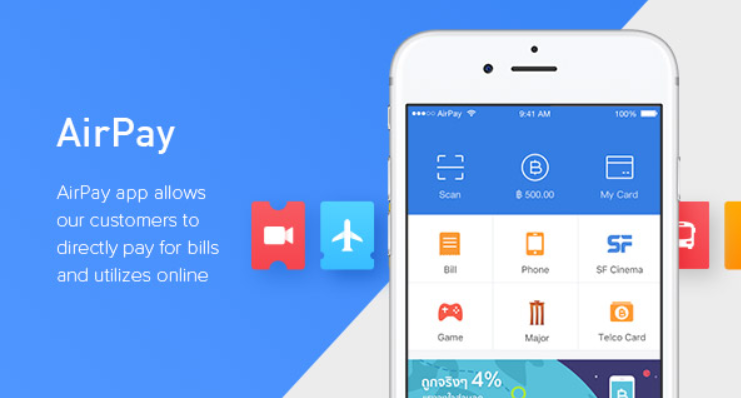 AirPay
AirPay app allows
our customers to
directly pay for bills
and utilizes online
AirPay
9:41 AM
100%
Scan
฿ 500.00
My Card
Bill
Phone
SF
SF Cinema
Game
Major
Telco Card
ถูกจริงๆ 4%